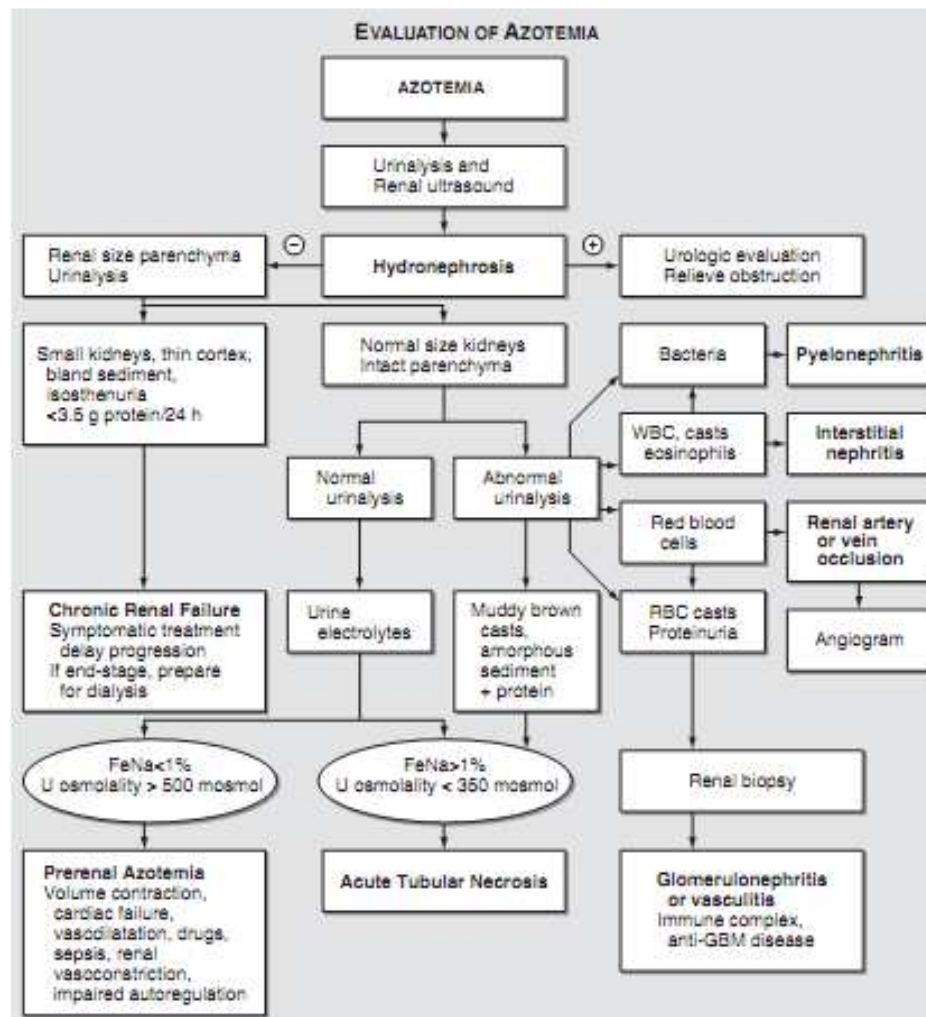 EVALUATION OF AZOTEMIA
AZOTEMIA
Urinalysis and
Renal ultrasound
Renal size parenchyma
Urinalysis
−
Hydronephrosis
+
Urologic evaluation
Relieve obstruction
Small kidneys, thin cortex,
bland sediment,
isosthenuria
<3.5 g protein/24 h
Normal size kidneys
Intact parenchyma
Bacteria
Pyelonephritis
WBC, casts
eosinophils
Interstitial
nephritis
Normal
urinalysis
Abnormal
urinalysis
Red blood
cells
Renal artery
or vein
occlusion
Chronic Renal Failure
Symptomatic treatment
delay progression
If end-stage, prepare
for dialysis
Urine
electrolytes
Muddy brown
casts,
amorphous
sediment
+ protein
RBC casts
Proteinuria
Angiogram
FeNa<1%
U osmolality > 500 mosmol
FeNa>1%
U osmolality < 350 mosmol
Renal biopsy
Prerenal Azotemia
Volume contraction,
cardiac failure,
vasodilatation, drugs,
sepsis, renal
vasoconstriction,
impaired autoregulation
Acute Tubular Necrosis
Glomerulonephritis
or vasculitis
Immune complex,
anti-GBM disease